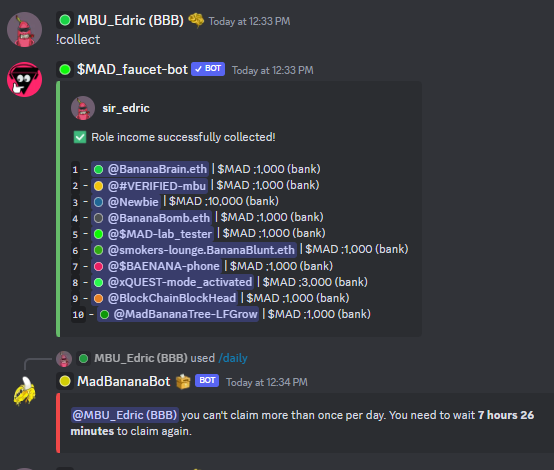 MBU_Edric (BBB) Today at 12:33 PM
!collect
$MAD_faucet-bot ✓ BOT Today at 12:33 PM
sir_edric
✅ Role income successfully collected!
1 - @BananaBrain.eth | $MAD ;1,000 (bank)
2 - @#VERIFIED-mbu | $MAD ;1,000 (bank)
3 - @Newbie | $MAD ;10,000 (bank)
4 - @BananaBomb.eth | $MAD ;1,000 (bank)
5 - @$MAD-lab_tester | $MAD ;1,000 (bank)
6 - @smokers-lounge.BananaBlunt.eth | $MAD ;1,000 (bank)
7 - @$BAENANA-phone | $MAD ;1,000 (bank)
8 - @xQUEST-mode_activated | $MAD ;3,000 (bank)
9 - @BlockChainBlockHead | $MAD ;1,000 (bank)
10 - @MadBananaTree-LFGrow | $MAD ;1,000 (bank)
MBU_Edric (BBB) used /daily
MadBananaBot BOT Today at 12:34 PM
@MBU_Edric (BBB) you can't claim more than once per day. You need to wait 7 hours 26
minutes to claim again.